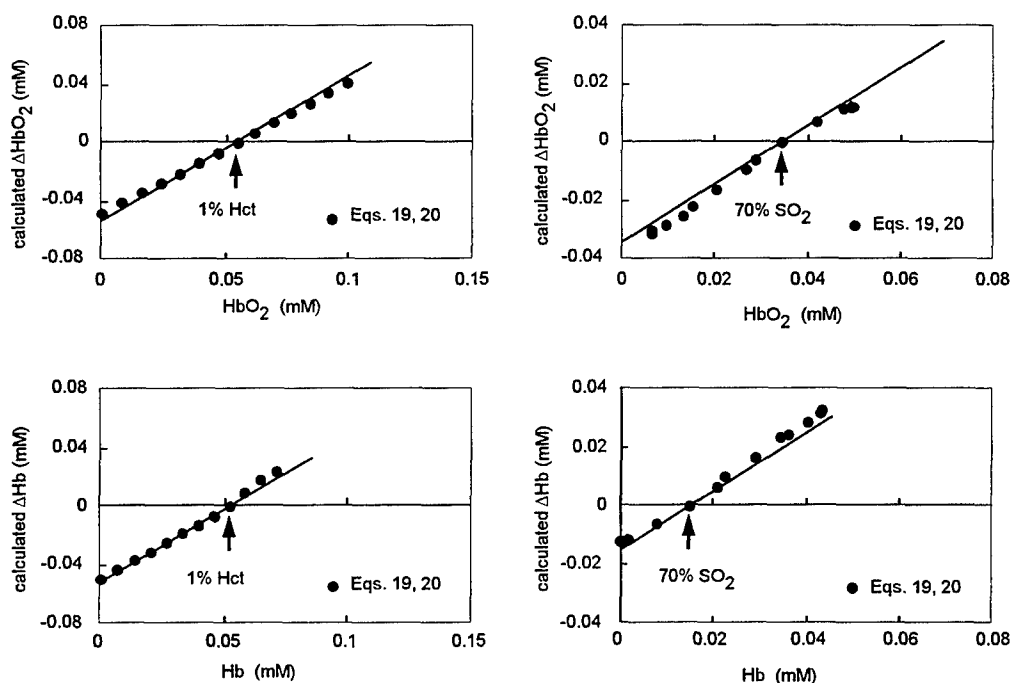 0.08
0.04
0
-0.04
-0.08
calculated ΔHbO₂ (mM)
1% Hct
Eqs. 19, 20
0
0.05
0.1
0.15
HbO₂ (mM)
0.04
0.02
0
-0.02
-0.04
calculated ΔHbO₂ (mM)
70% SO₂
Eqs. 19, 20
0
0.02
0.04
0.06
0.08
HbO₂ (mM)
0.08
0.04
0
-0.04
-0.08
calculated ΔHb (mM)
1% Hct
Eqs. 19, 20
0
0.05
0.1
0.15
Hb (mM)
0.04
0.02
0
-0.02
-0.04
calculated ΔHb (mM)
70% SO₂
Eqs. 19, 20
0
0.02
0.04
0.06
0.08
Hb (mM)